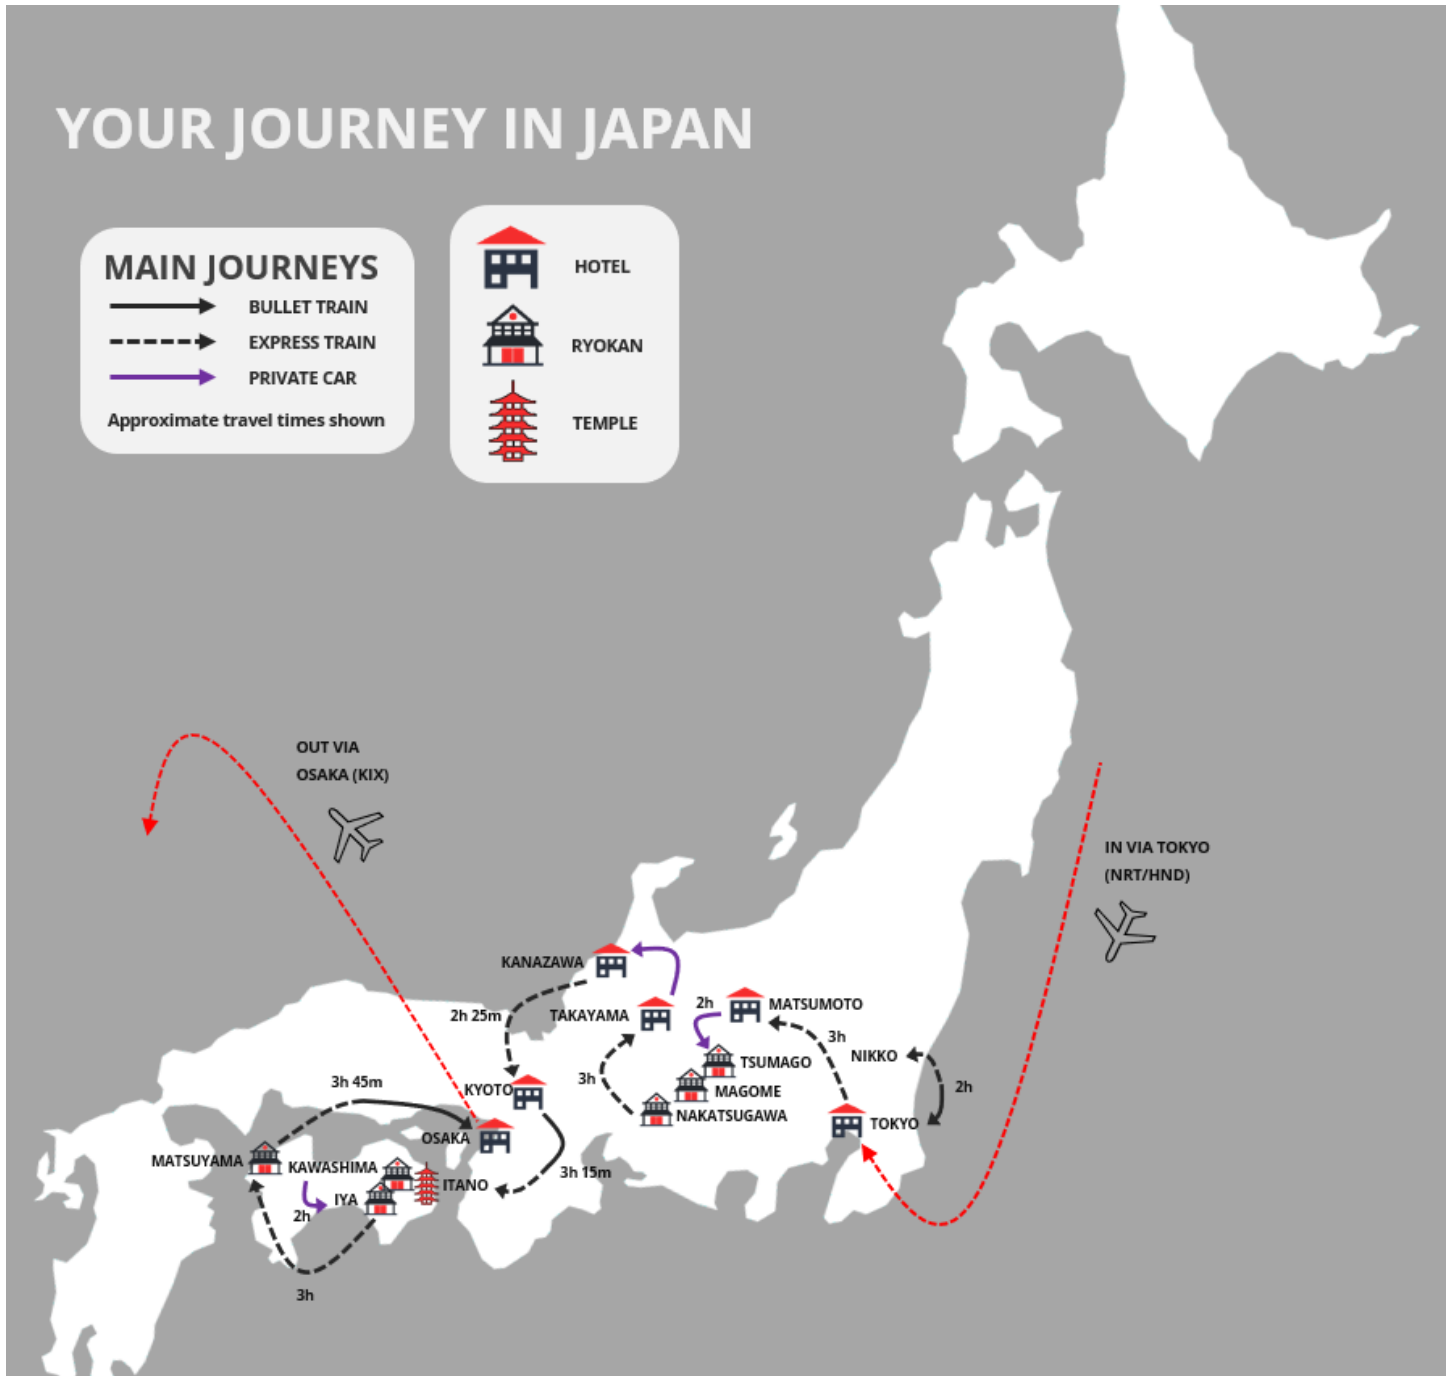 YOUR JOURNEY IN JAPAN
MAIN JOURNEYS
BULLET TRAIN
EXPRESS TRAIN
PRIVATE CAR
Approximate travel times shown
HOTEL
RYOKAN
TEMPLE
OUT VIA
OSAKA (KIX)
IN VIA TOKYO
(NRT/HND)
KANAZAWA
TAKAYAMA
2h
MATSUMOTO
2h 25m
3h
NIKKO
TSUMAGO
3h
2h
KYOTO
MAGOME
3h 45m
NAKATSUGAWA
TOKYO
OSAKA
MATSUYAMA
KAWASHIMA
3h 15m
ITANO
IYA
2h
3h